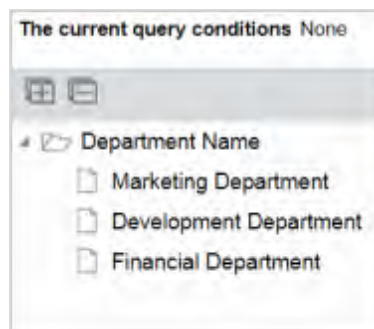 The current query conditions None
Department Name
Marketing Department
Development Department
Financial Department